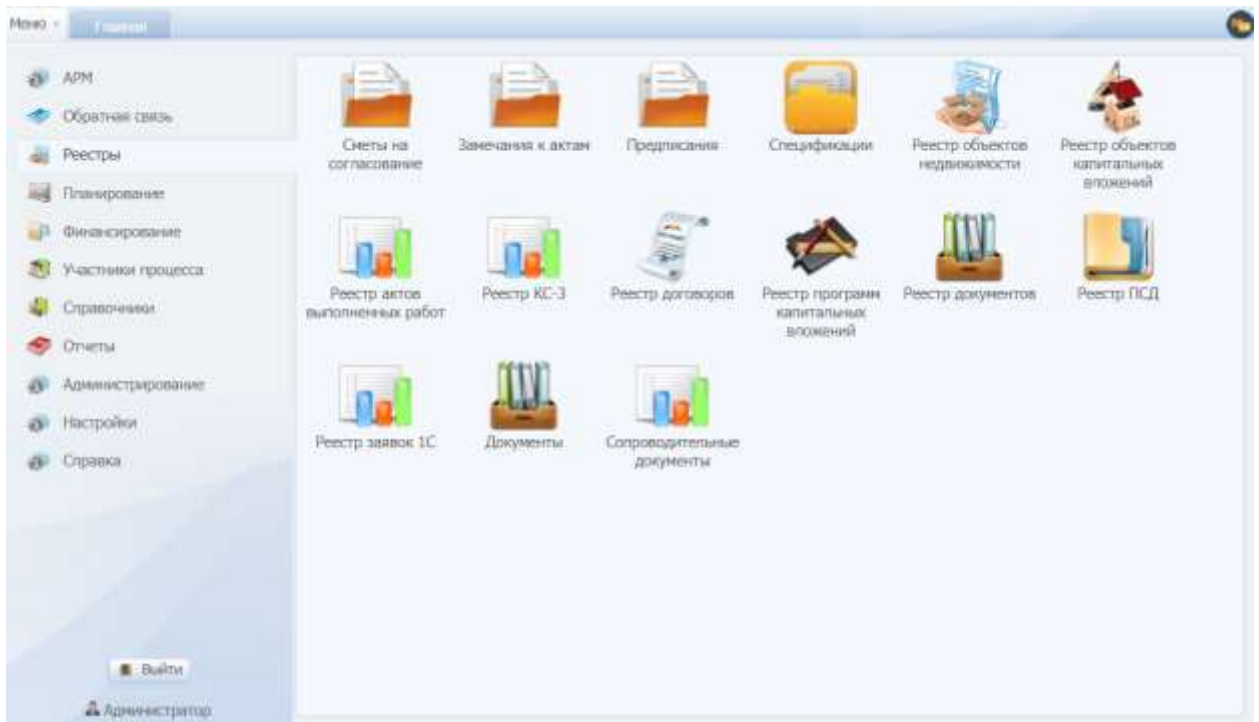 Меню
Главная
АРМ
Обратная связь
Реестры
Планирование
Финансирование
Участники процесса
Справочники
Отчеты
Администрирование
Настройки
Справка
Выйти
Администратор
Сметы на
согласование
Замечания к актам
Предписания
Спецификации
Реестр объектов
недвижимости
Реестр объектов
капитальных
вложений
Реестр актов
выполненных работ
Реестр КС-3
Реестр договоров
Реестр программ
капитальных
вложений
Реестр документов
Реестр ПСД
Реестр заявок 1С
Документы
Сопроводительные
документы